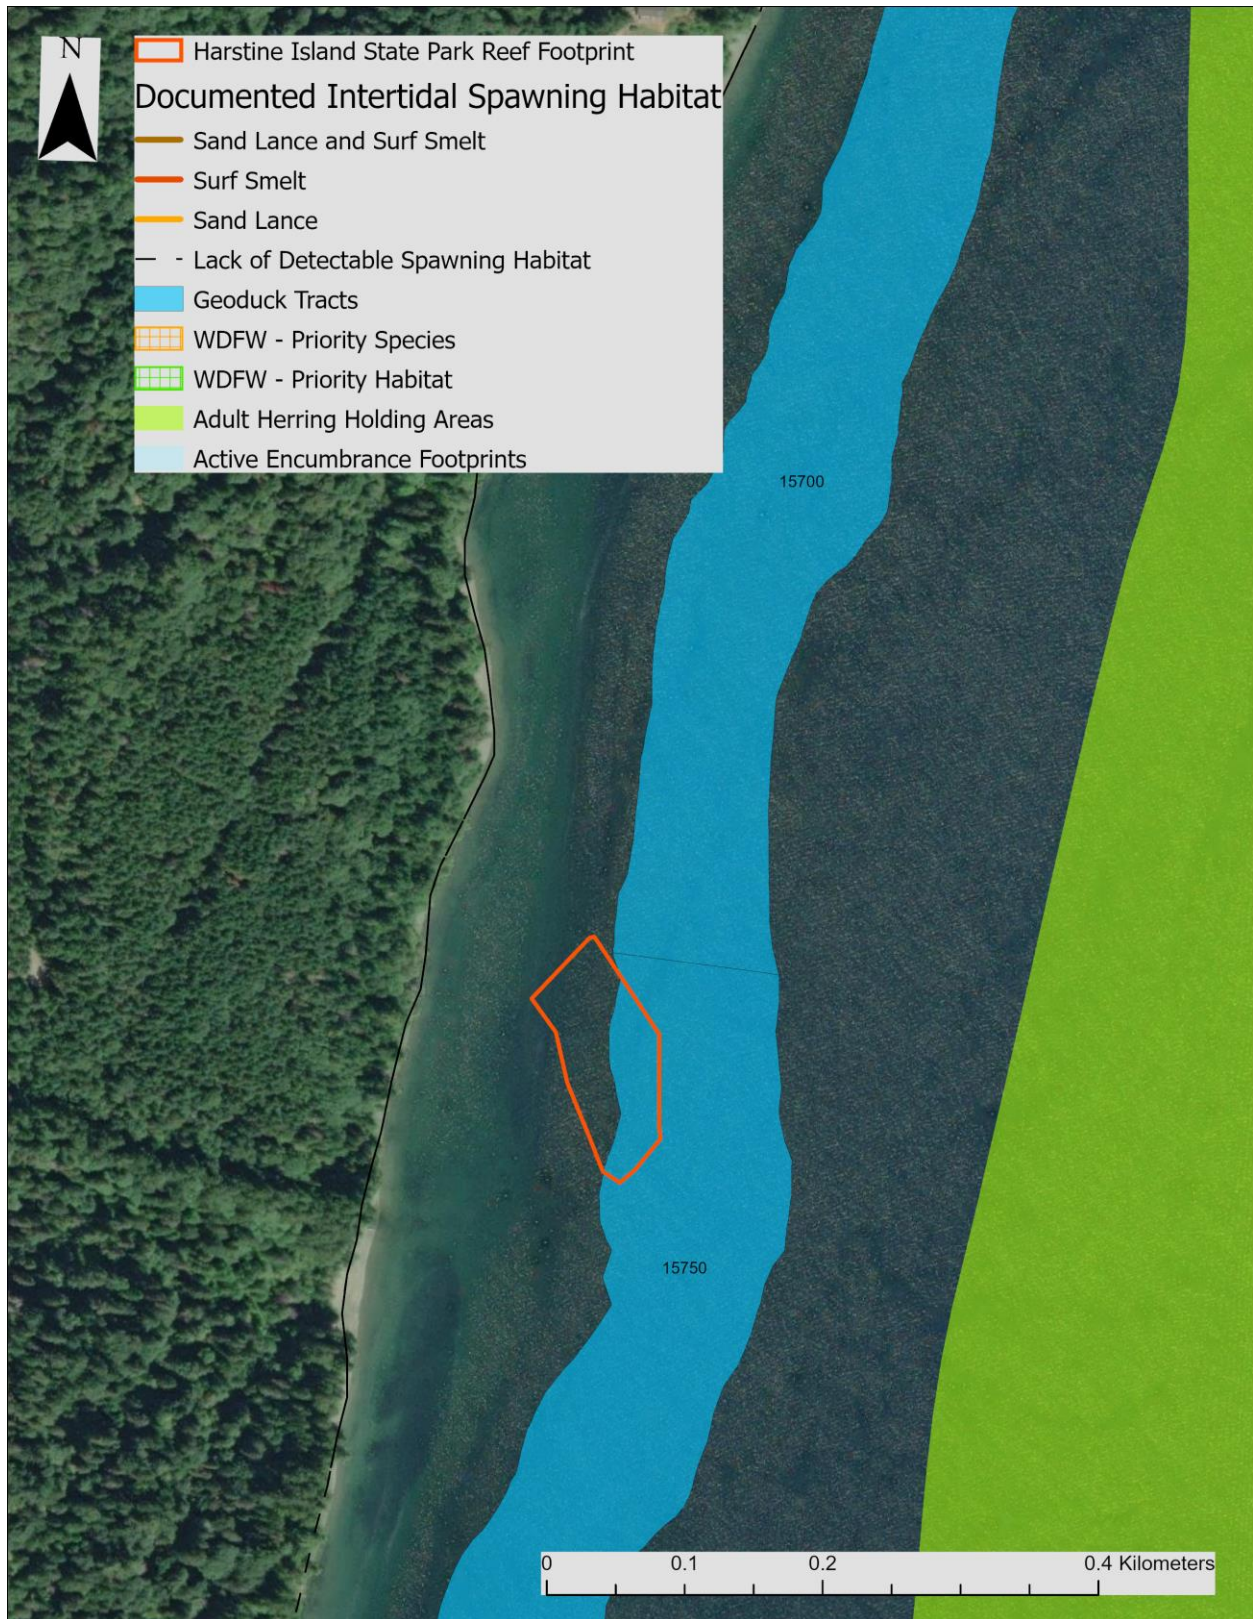 N
Harstine Island State Park Reef Footprint
Documented Intertidal Spawning Habitat
Sand Lance and Surf Smelt
Surf Smelt
Sand Lance
Lack of Detectable Spawning Habitat
Geoduck Tracts
WDFW - Priority Species
WDFW - Priority Habitat
Adult Herring Holding Areas
Active Encumbrance Footprints
15700
15750
0 0.1 0.2 0.4 Kilometers